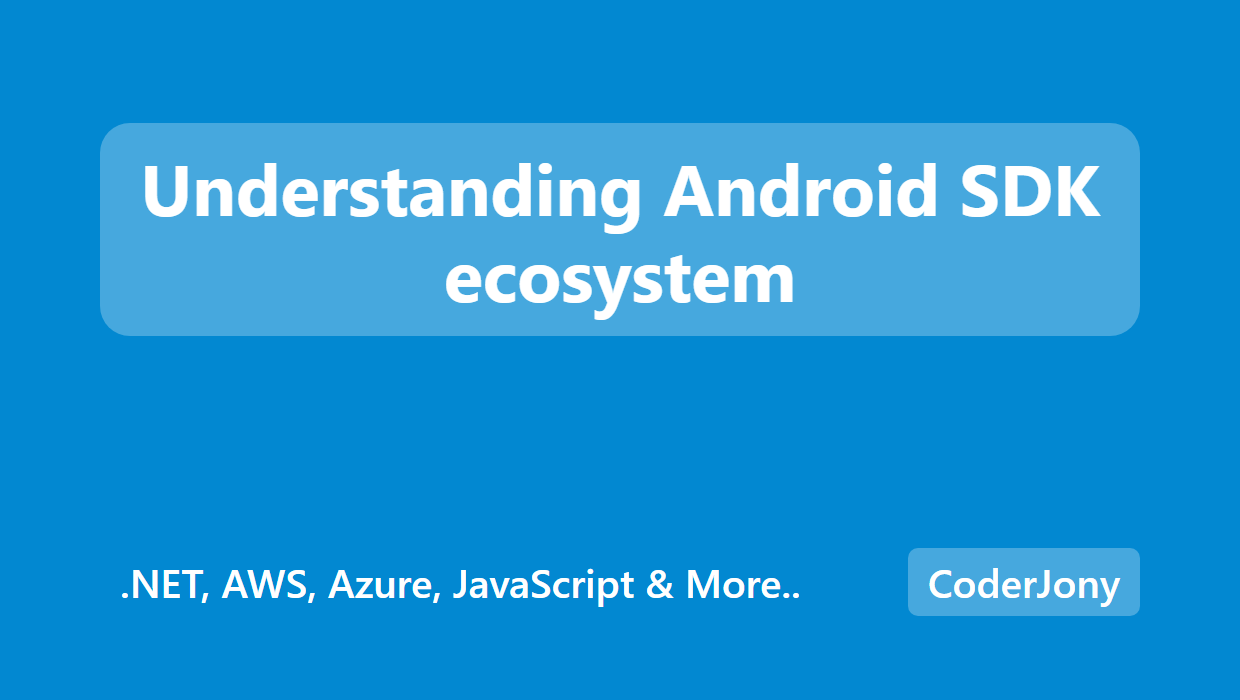 Understanding Android SDK
ecosystem
.NET, AWS, Azure, JavaScript & More..
CoderJony